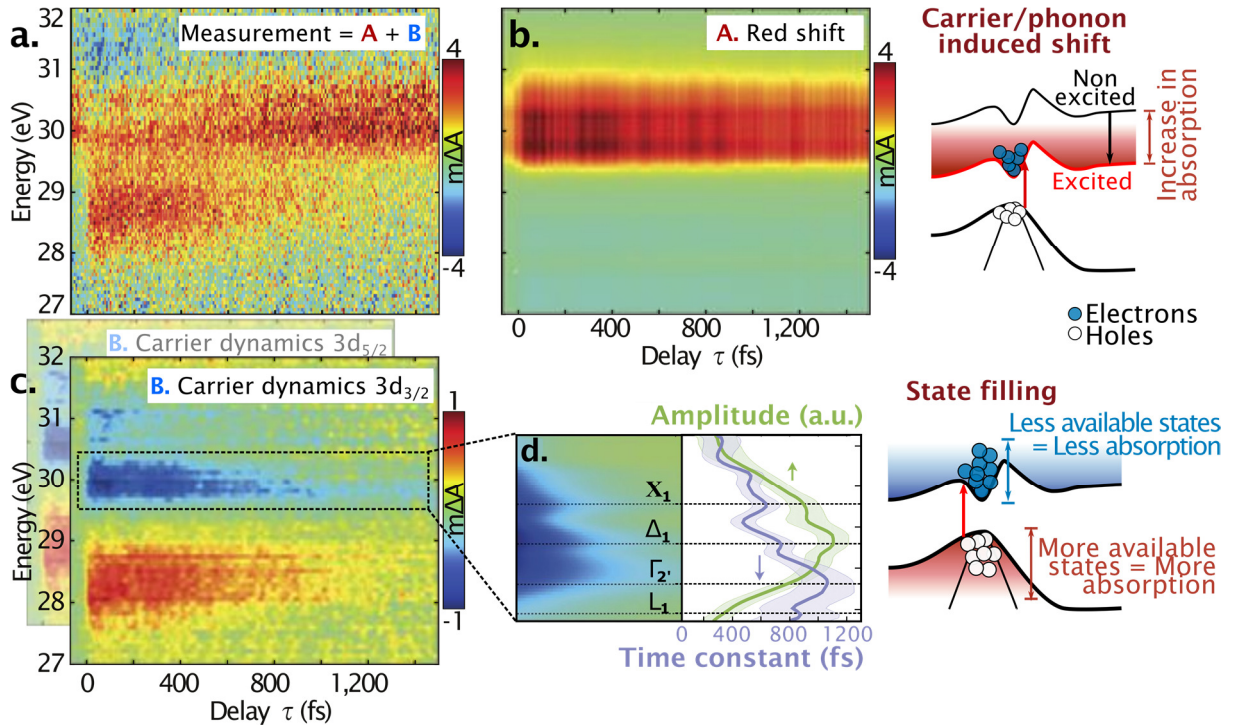 a.
Measurement = A + B
32
31
30
29
28
27
Energy (eV)
4
mΔA
-4
b.
A. Red shift
0
400
800
1,200
Delay τ (fs)
4
mΔA
-4
Carrier/phonon
induced shift
Non
excited
Excited
Increase in
absorption
Electrons
Holes
B. Carrier dynamics 3d5/2
c.
B. Carrier dynamics 3d3/2
32
31
30
29
28
27
Energy (eV)
0
400
800
1,200
Delay τ (fs)
1
mΔA
-1
d.
Amplitude (a.u.)
X1
Δ1
Γ2'
L1
0
400
800
1200
Time constant (fs)
State filling
Less available states
= Less absorption
More available
states = More
absorption